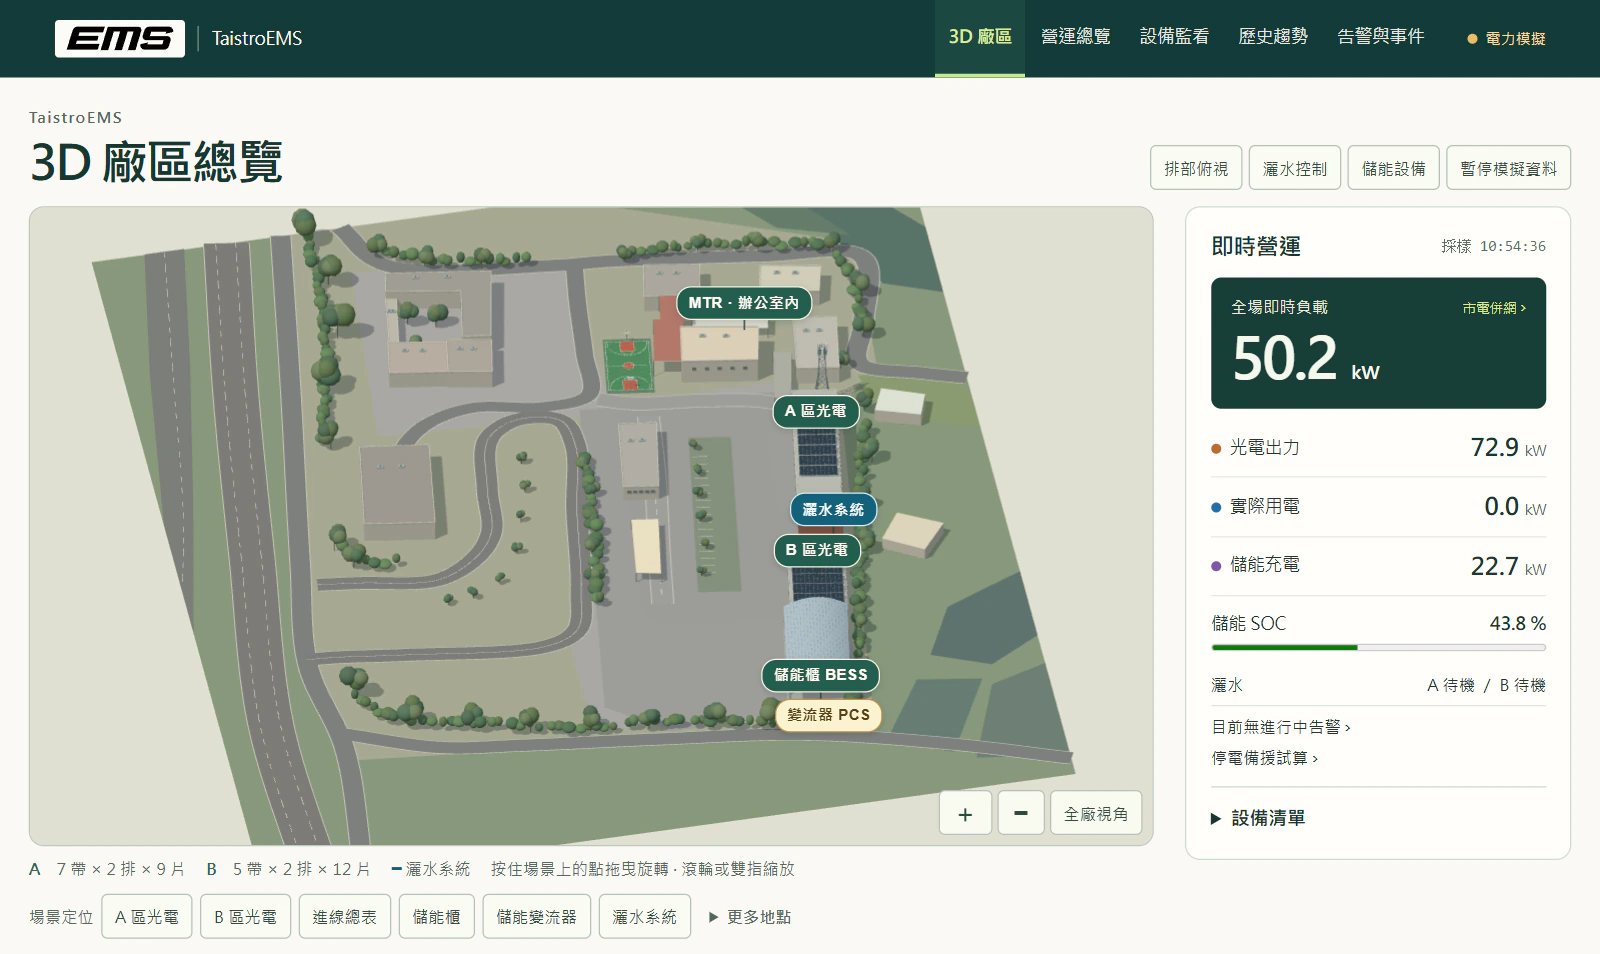 EMS TaistroEMS 3D 廠區 營運總覽 設備監看 歷史趨勢 告警與事件 電力模擬
TaistroEMS
3D 廠區總覽
排部俯視 灑水控制 儲能設備 暫停模擬資料
MTR · 辦公室內
A 區光電
灑水系統
B 區光電
儲能櫃 BESS
變流器 PCS
+ − 全廠視角
即時營運 採樣 10:54:36
全場即時負載 市電併網 ›
50.2 kW
光電出力 72.9 kW
實際用電 0.0 kW
儲能充電 22.7 kW
儲能 SOC 43.8 %
灑水 A 待機 / B 待機
目前無進行中告警 ›
停電備援試算 ›
▶ 設備清單
A 7 帶 × 2 排 × 9 片 B 5 帶 × 2 排 × 12 片 灑水系統 按住場景上的點拖曳旋轉 · 滾輪或雙指縮放
場景定位 A 區光電 B 區光電 進線總表 儲能櫃 儲能變流器 灑水系統 ▶ 更多地點